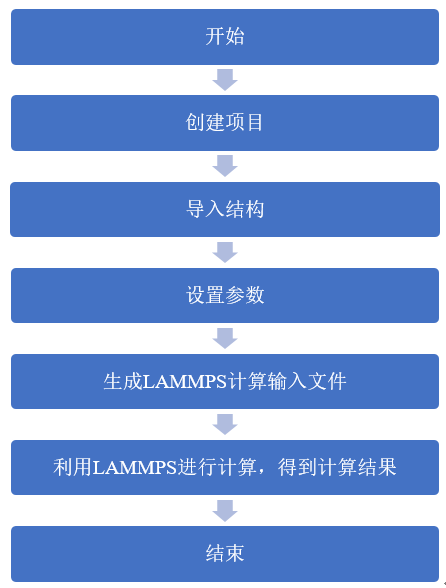 开始
创建项目
导入结构
设置参数
生成LAMMPS计算输入文件
利用LAMMPS进行计算，得到计算结果
结束